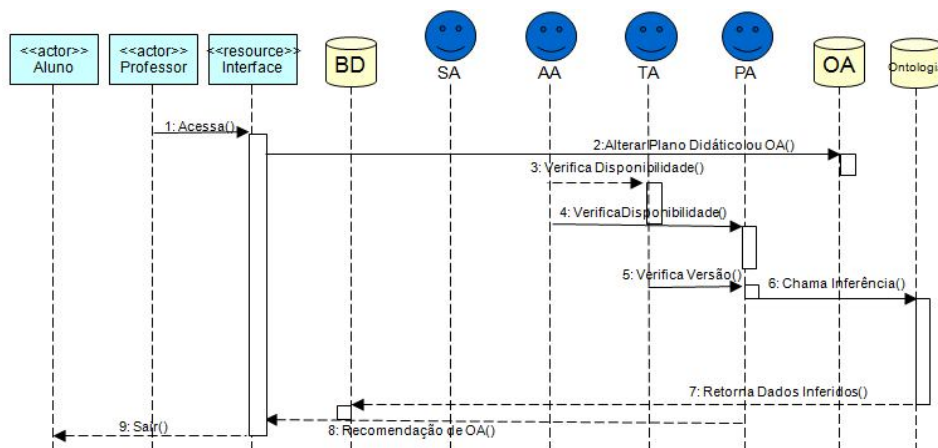 <<actor>>
Aluno
<<actor>>
Professor
<<resource>>
Interface
BD
SA
AA
TA
PA
OA
Ontologia
1: Acessa()
2:Alterar Plano Didático ou OA()
3: Verifica Disponibilidade()
4: VerificaDisponibilidade()
5: Verifica Versão()
6: Chama Inferência()
7: Retorna Dados Inferidos()
8: Recomendação de OA()
9: Sair()